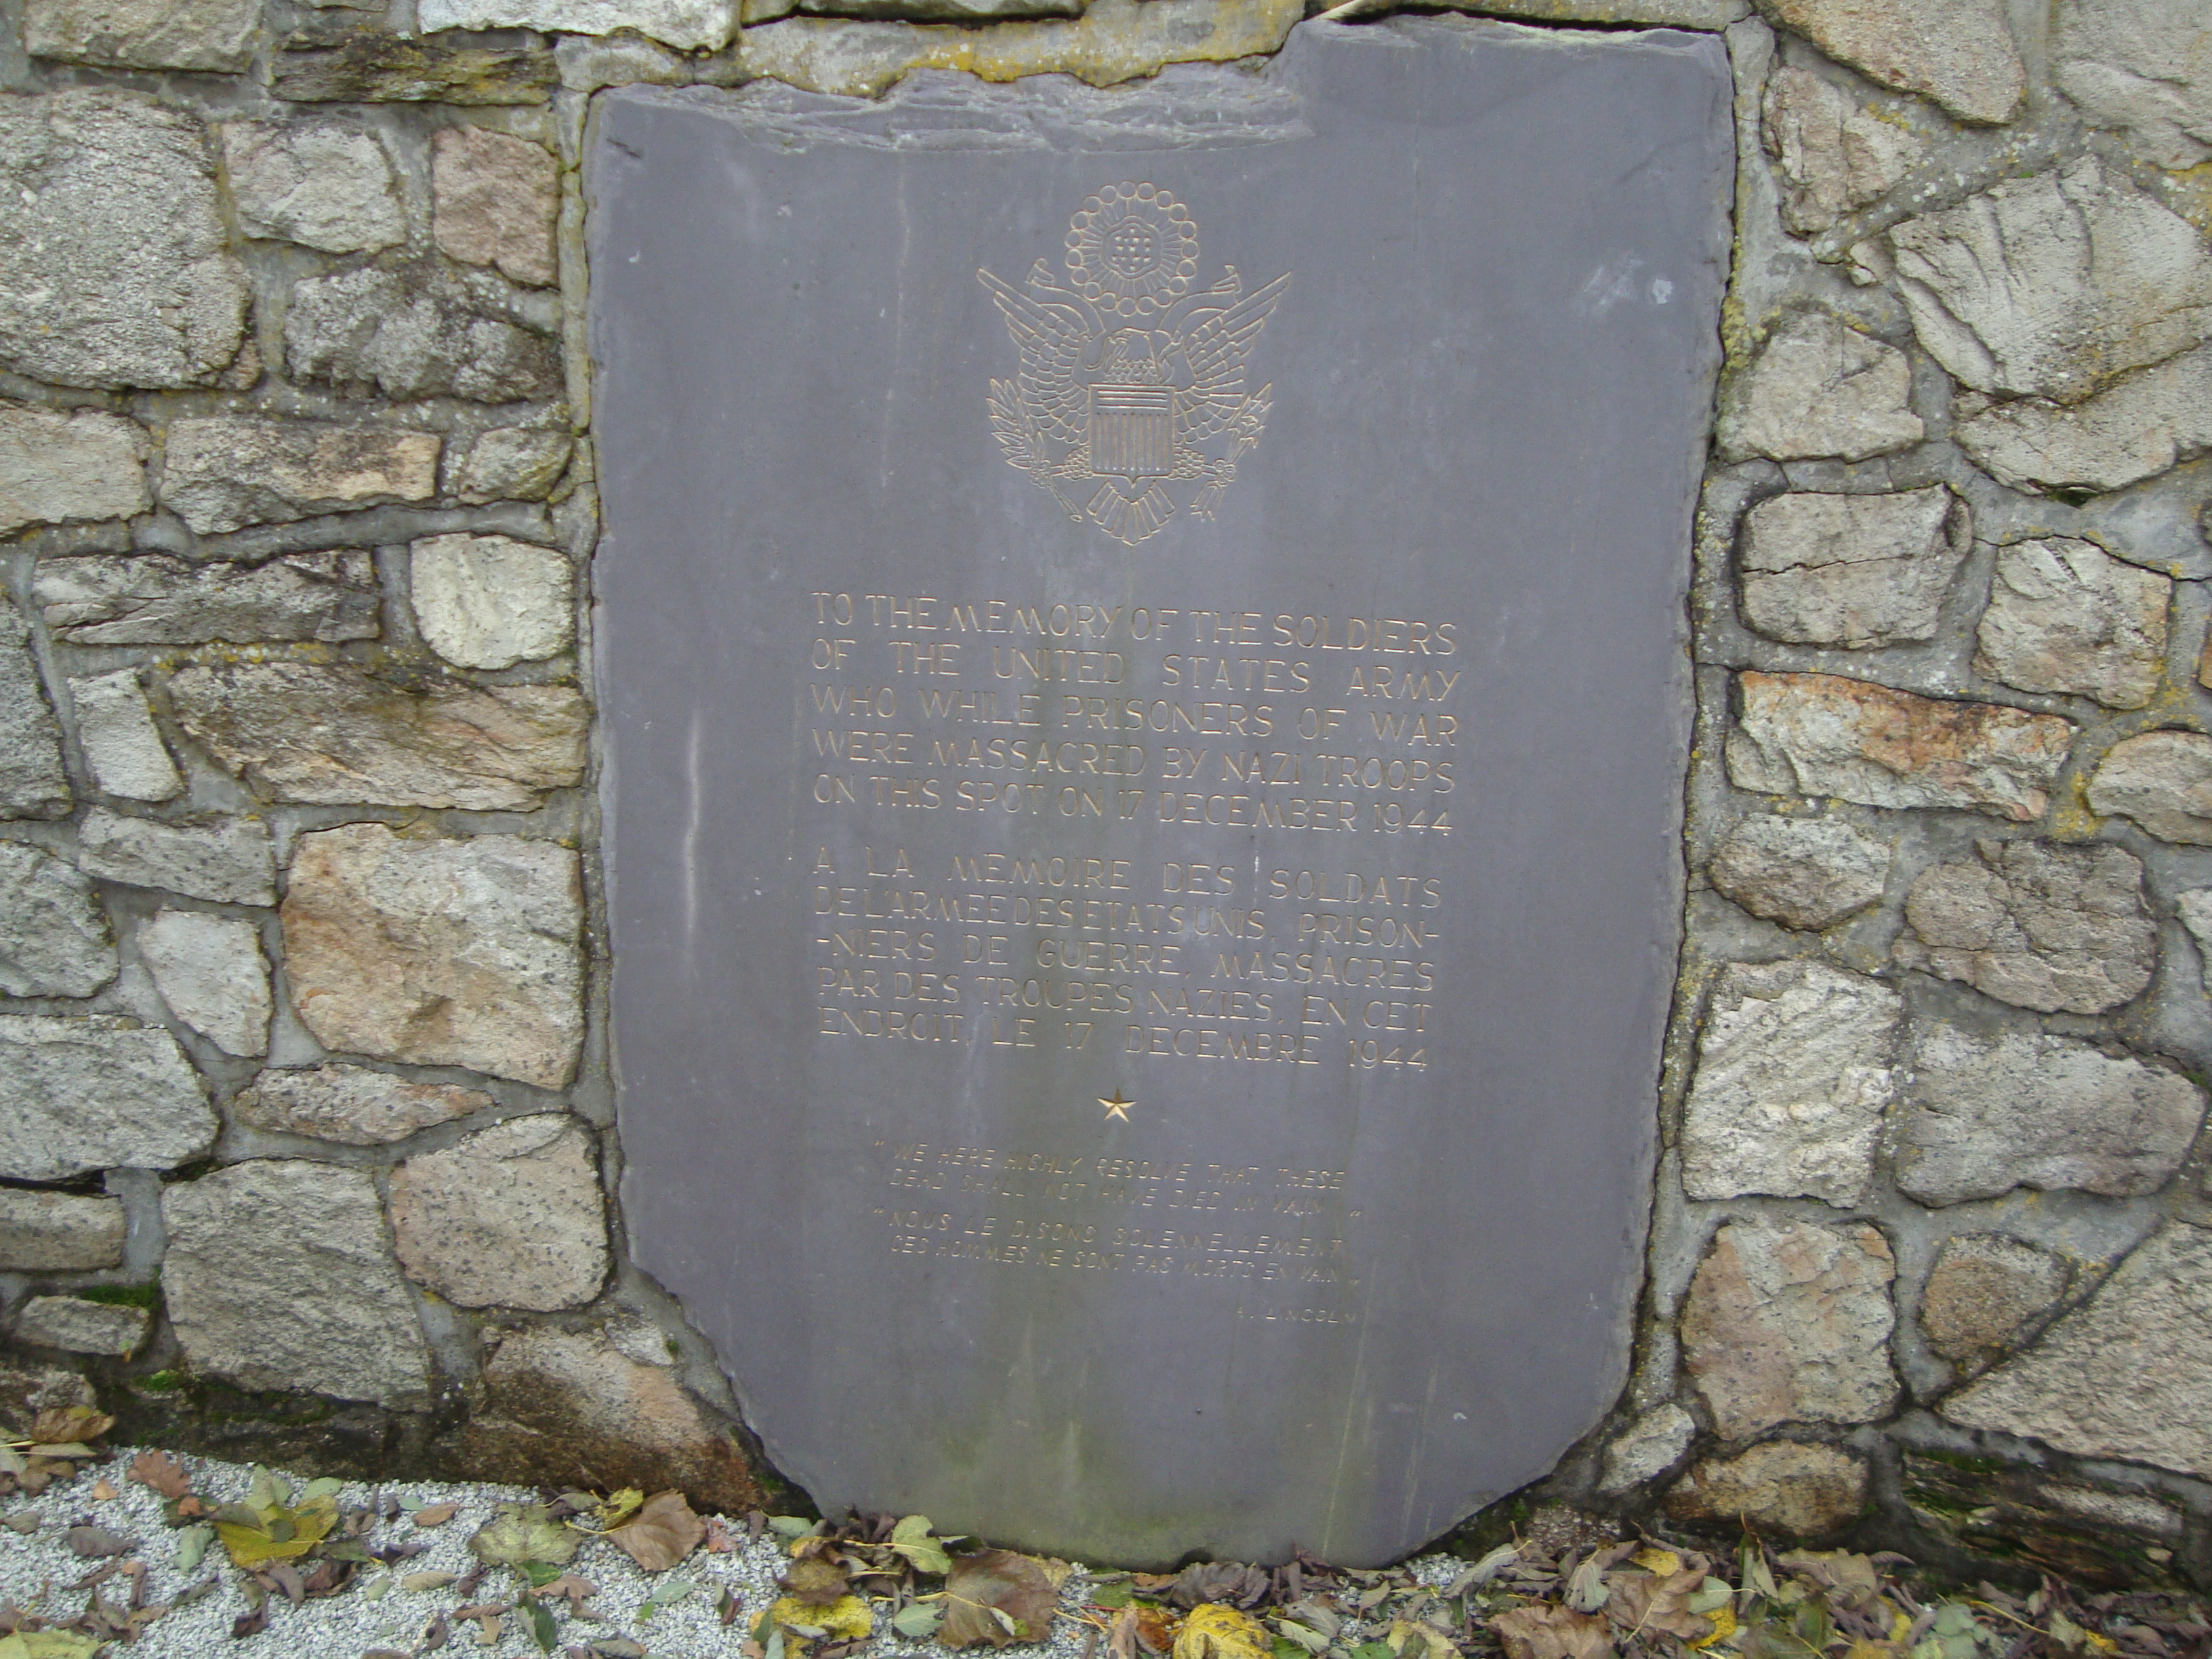 TO THE MEMORY OF THE SOLDIERS
OF THE UNITED STATES ARMY
WHO WHILE PRISONERS OF WAR
WERE MASSACRED BY NAZI TROOPS
ON THIS SPOT ON 17 DECEMBER 1944
A LA MEMOIRE DES SOLDATS
DE L'ARMEE DES ETATS UNIS, PRISON-
-NIERS DE GUERRE, MASSACRES
PAR DES TROUPES NAZIES, EN CET
ENDROIT, LE 17 DECEMBRE 1944
"WE HERE HIGHLY RESOLVE THAT THESE
DEAD SHALL NOT HAVE DIED IN VAIN..."
"NOUS LE DISONS SOLENNELLEMENT
CES HOMMES NE SONT PAS MORTS EN VAIN"
A. LINCOLN